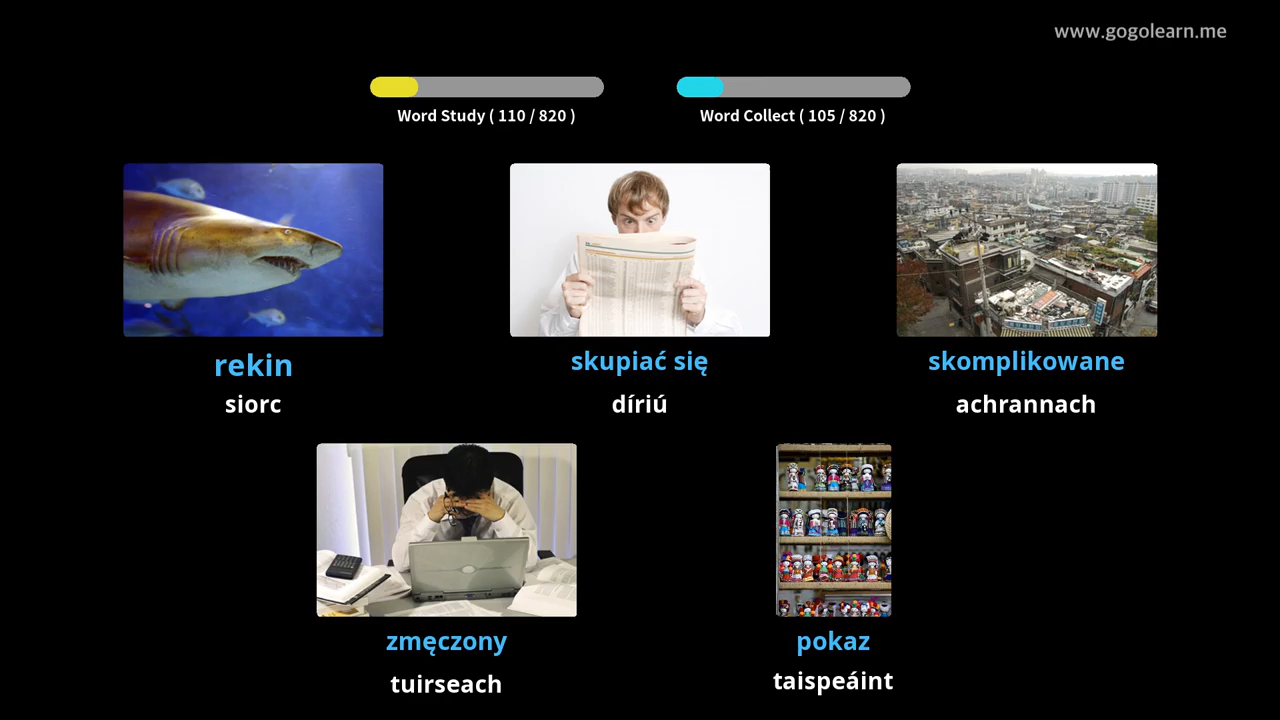 www.gogolearn.me
Word Study ( 110 / 820 )
Word Collect ( 105 / 820 )
rekin
siorc
skupiać się
díriú
skomplikowane
achrannach
zmęczony
tuirseach
pokaz
taispeáint